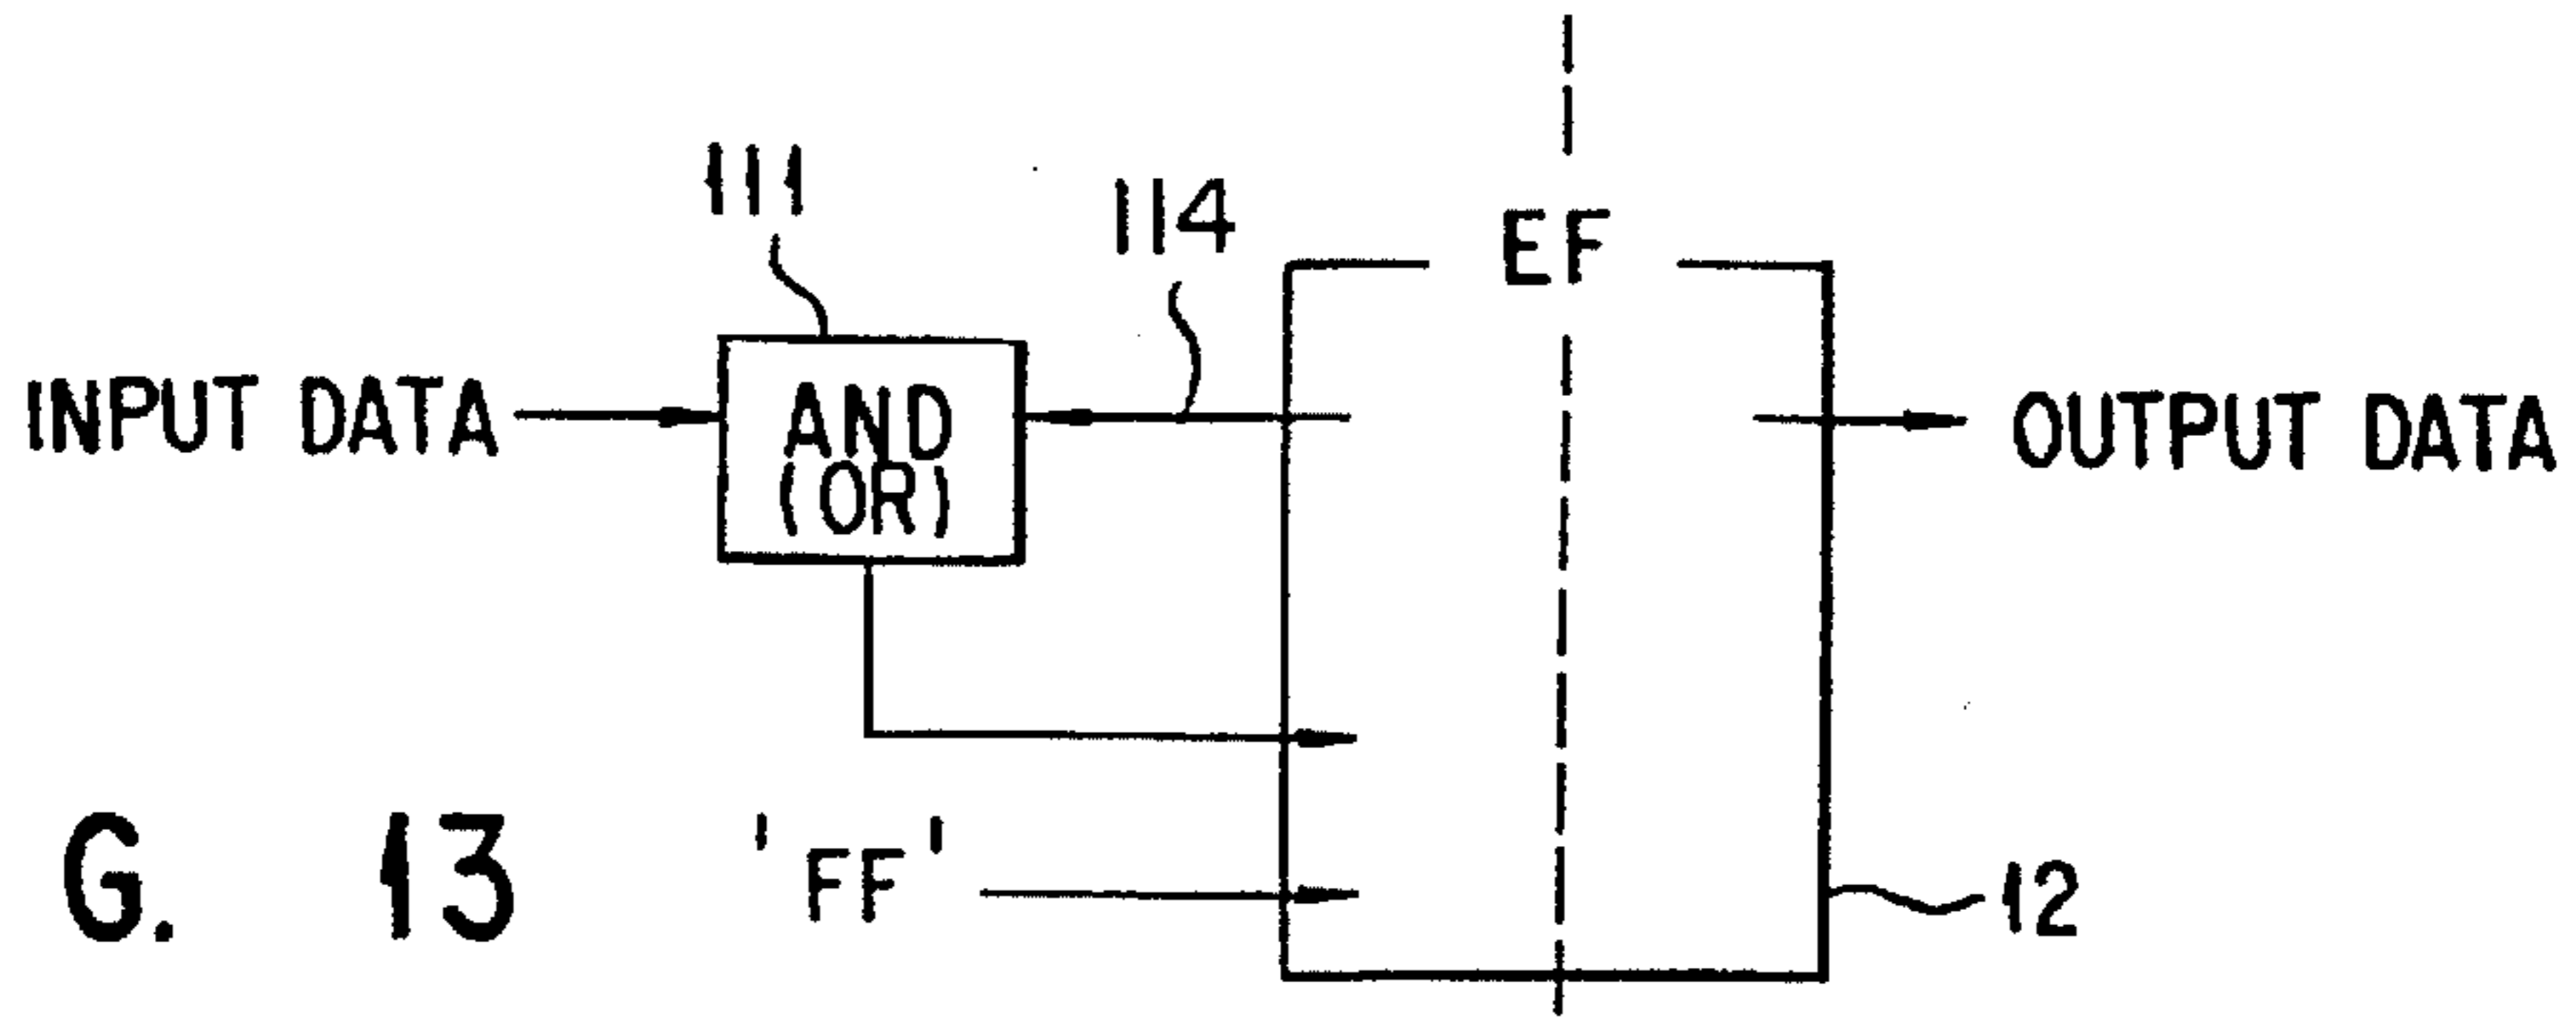 111
114
EF
INPUT DATA
AND
(OR)
OUTPUT DATA
'FF'
G. 13
12